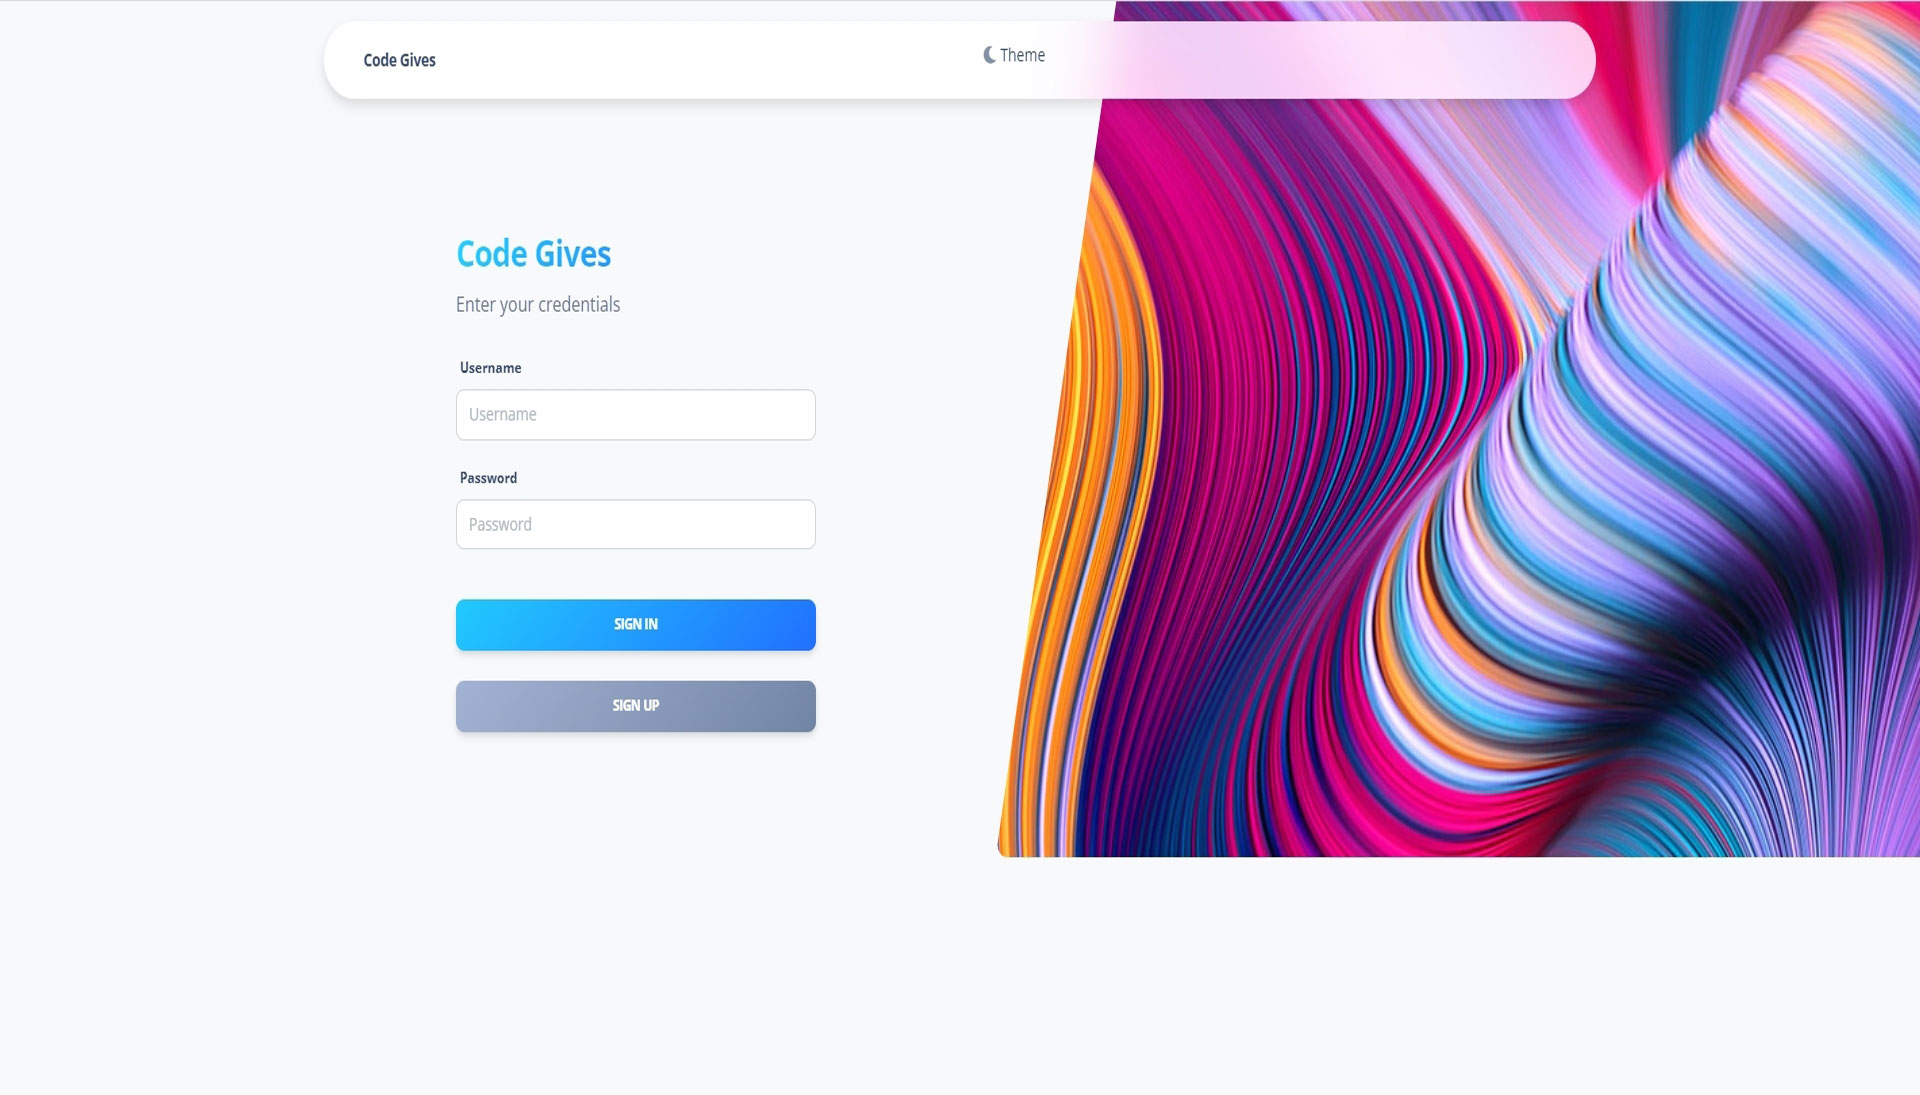 Code Gives
Theme
Code Gives
Enter your credentials
Username
Username
Password
Password
SIGN IN
SIGN UP